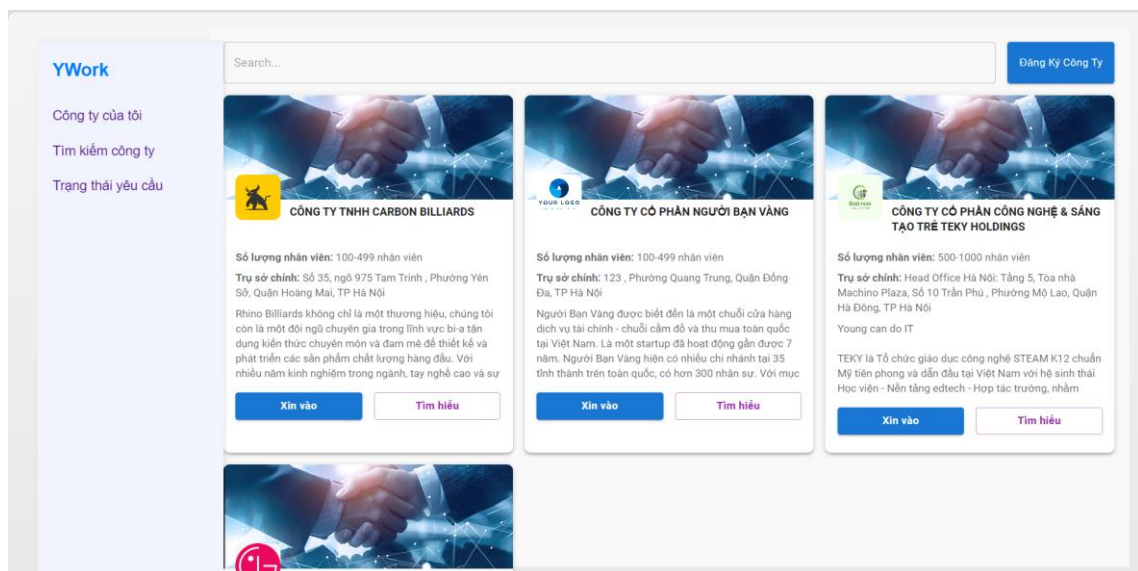 YWork
Công ty của tôi
Tìm kiếm công ty
Trạng thái yêu cầu
Search...
Đăng Ký Công Ty
CÔNG TY TNHH CARBON BILLIARDS
Số lượng nhân viên: 100-499 nhân viên
Trụ sở chính: Số 35, ngõ 975 Tam Trinh , Phường Yên
Sở, Quận Hoàng Mai, TP Hà Nội
Rhino Billiards không chỉ là một thương hiệu, chúng tôi
còn là một đội ngũ chuyên gia trong lĩnh vực bi-a tận
dụng kiến thức chuyên môn và đam mê để thiết kế và
phát triển các sản phẩm chất lượng hàng đầu. Với
nhiều năm kinh nghiệm trong ngành, tay nghề cao và sự
Xin vào
Tìm hiểu
YOUR LOGO
CÔNG TY CỔ PHẦN NGƯỜI BẠN VÀNG
Số lượng nhân viên: 100-499 nhân viên
Trụ sở chính: 123 , Phường Quang Trung, Quận Đống
Đa, TP Hà Nội
Người Bạn Vàng được biết đến là một chuỗi cửa hàng
dịch vụ tài chính - chuỗi cầm đồ và thu mua toàn quốc
tại Việt Nam. Là một startup đã hoạt động gần được 7
năm. Người Bạn Vàng hiện có nhiều chi nhánh tại 35
tỉnh thành trên toàn quốc, có hơn 300 nhân sự. Với mục
Xin vào
Tìm hiểu
Business
CÔNG TY CỔ PHẦN CÔNG NGHỆ & SÁNG
TẠO TRẺ TEKY HOLDINGS
Số lượng nhân viên: 500-1000 nhân viên
Trụ sở chính: Head Office Hà Nội: Tầng 5, Tòa nhà
Machino Plaza, Số 10 Trần Phú , Phường Mộ Lao, Quận
Hà Đông, TP Hà Nội
Young can do IT
TEKY là Tổ chức giáo dục công nghệ STEAM K12 chuẩn
Mỹ tiên phong và dẫn đầu tại Việt Nam với hệ sinh thái
Học viện - Nền tảng edtech - Hợp tác trường, nhằm
Xin vào
Tìm hiểu